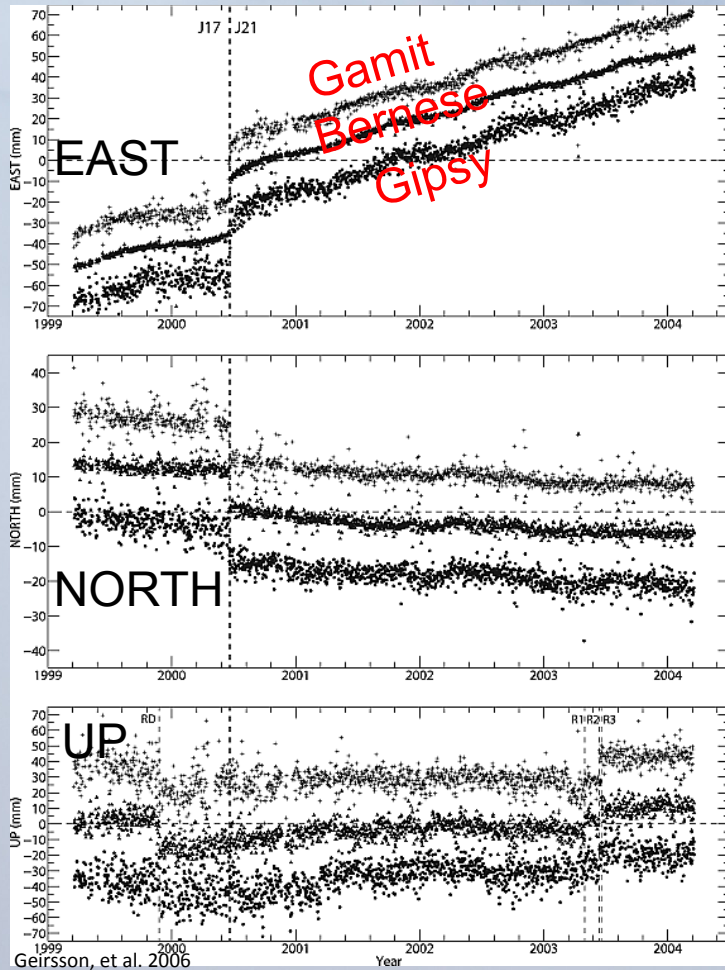 J17 J21
70
60
50
40
30
20
10
0
−10
−20
−30
−40
−50
−60
−70
EAST (mm)
EAST
Gamit
Bernese
Gipsy
1999 2000 2001 2002 2003 2004
40
30
20
10
0
−10
−20
−30
−40
NORTH (mm)
NORTH
1999 2000 2001 2002 2003 2004
RD R1 R2 R3
70
60
50
40
30
20
10
0
−10
−20
−30
−40
−50
−60
−70
UP (mm)
UP
1999 2000 2001 2002 2003 2004
Year
Geirsson, et al. 2006